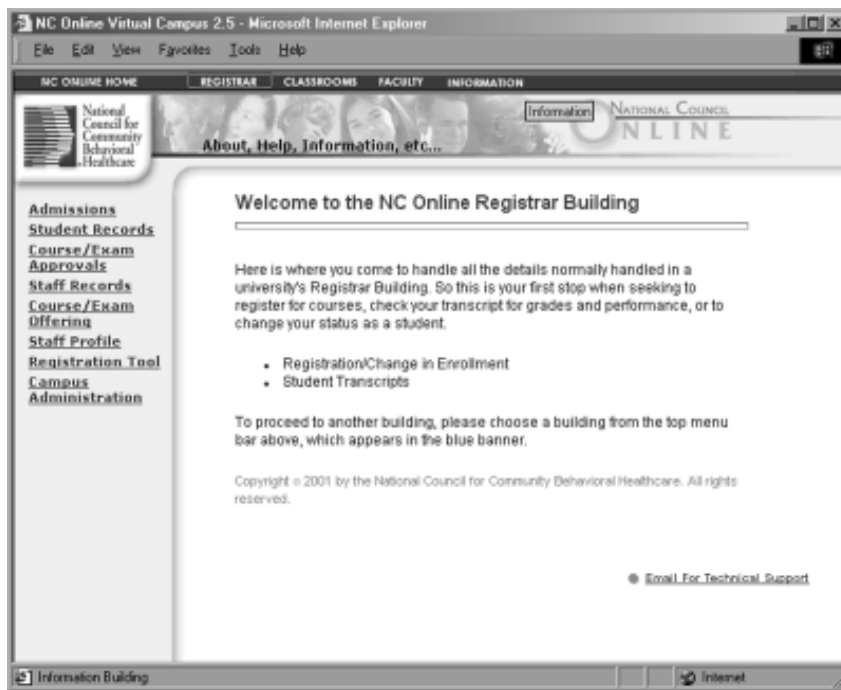 NC Online Virtual Campus 2.5 - Microsoft Internet Explorer
File Edit View Favorites Tools Help
NC ONLINE HOME REGISTRAR CLASSROOMS FACULTY INFORMATION
National
Council for
Community
Behavioral
Healthcare
About, Help, Information, etc...
Information
NATIONAL COUNCIL
ONLINE
Admissions
Student Records
Course/Exam
Approvals
Staff Records
Course/Exam
Offering
Staff Profile
Registration Tool
Campus
Administration
Welcome to the NC Online Registrar Building
Here is where you come to handle all the details normally handled in a
university's Registrar Building. So this is your first stop when seeking to
register for courses, check your transcript for grades and performance, or to
change your status as a student.
• Registration/Change in Enrollment
• Student Transcripts
To proceed to another building, please choose a building from the top menu
bar above, which appears in the blue banner.
Copyright © 2001 by the National Council for Community Behavioral Healthcare. All rights
reserved.
Email For Technical Support
Information Building
Internet